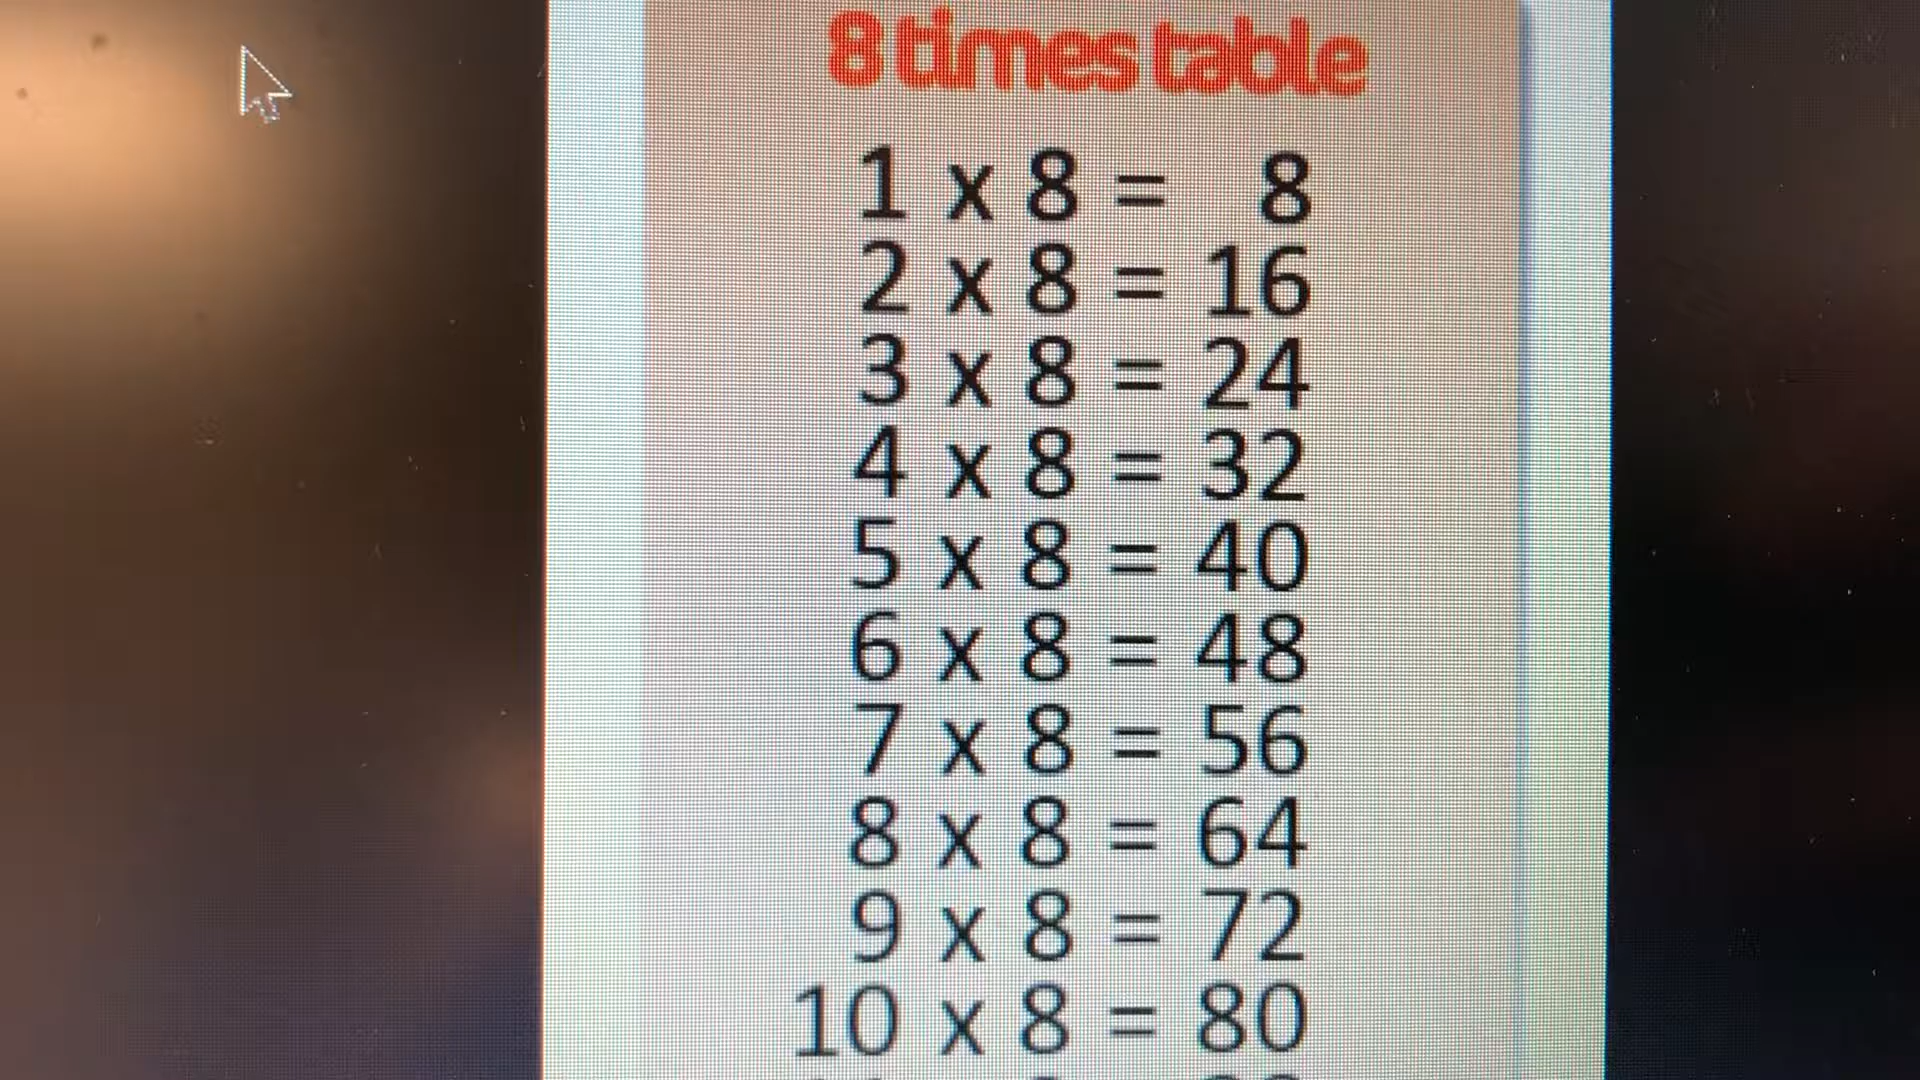 8 times table
1 x 8 = 8
2 x 8 = 16
3 x 8 = 24
4 x 8 = 32
5 x 8 = 40
6 x 8 = 48
7 x 8 = 56
8 x 8 = 64
9 x 8 = 72
10 x 8 = 80